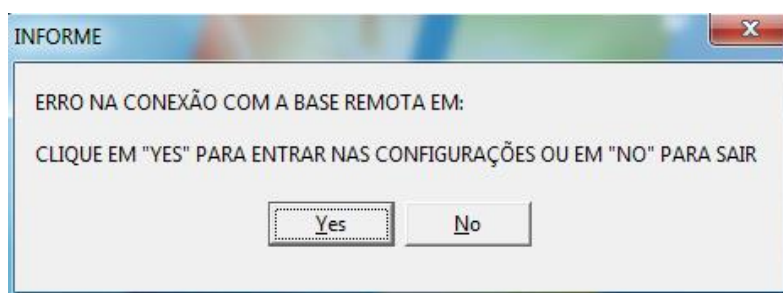 INFORME
ERRO NA CONEXÃO COM A BASE REMOTA EM:
CLIQUE EM "YES" PARA ENTRAR NAS CONFIGURAÇÕES OU EM "NO" PARA SAIR
Yes No